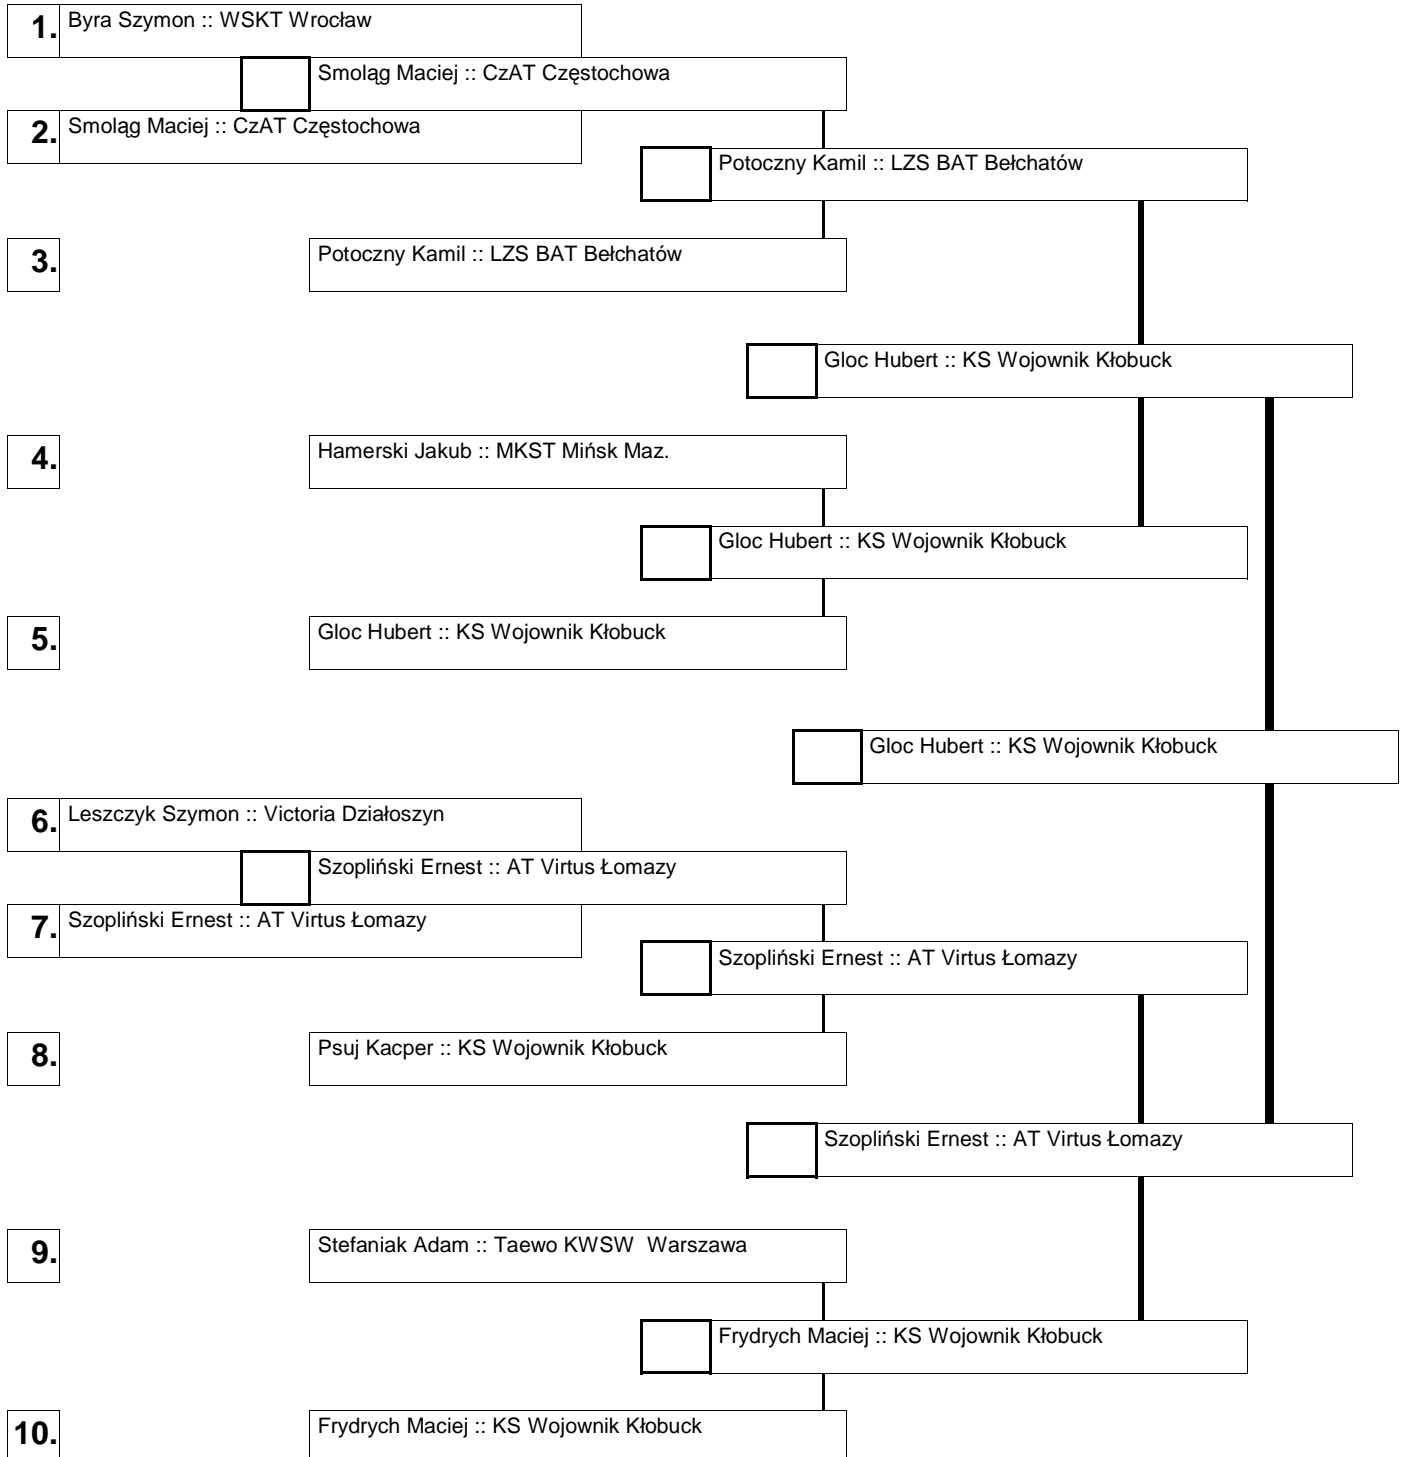 1. Byra Szymon :: WSKT Wrocław
Smoląg Maciej :: CzAT Częstochowa
2. Smoląg Maciej :: CzAT Częstochowa
Potoczny Kamil :: LZS BAT Bełchatów
3. Potoczny Kamil :: LZS BAT Bełchatów
Gloc Hubert :: KS Wojownik Kłobuck
4. Hamerski Jakub :: MKST Mińsk Maz.
Gloc Hubert :: KS Wojownik Kłobuck
5. Gloc Hubert :: KS Wojownik Kłobuck
Gloc Hubert :: KS Wojownik Kłobuck
6. Leszczyk Szymon :: Victoria Działoszyn
Szopliński Ernest :: AT Virtus Łomazy
7. Szopliński Ernest :: AT Virtus Łomazy
Szopliński Ernest :: AT Virtus Łomazy
8. Psuj Kacper :: KS Wojownik Kłobuck
Szopliński Ernest :: AT Virtus Łomazy
9. Stefaniak Adam :: Taewo KWSW  Warszawa
Frydrych Maciej :: KS Wojownik Kłobuck
10. Frydrych Maciej :: KS Wojownik Kłobuck